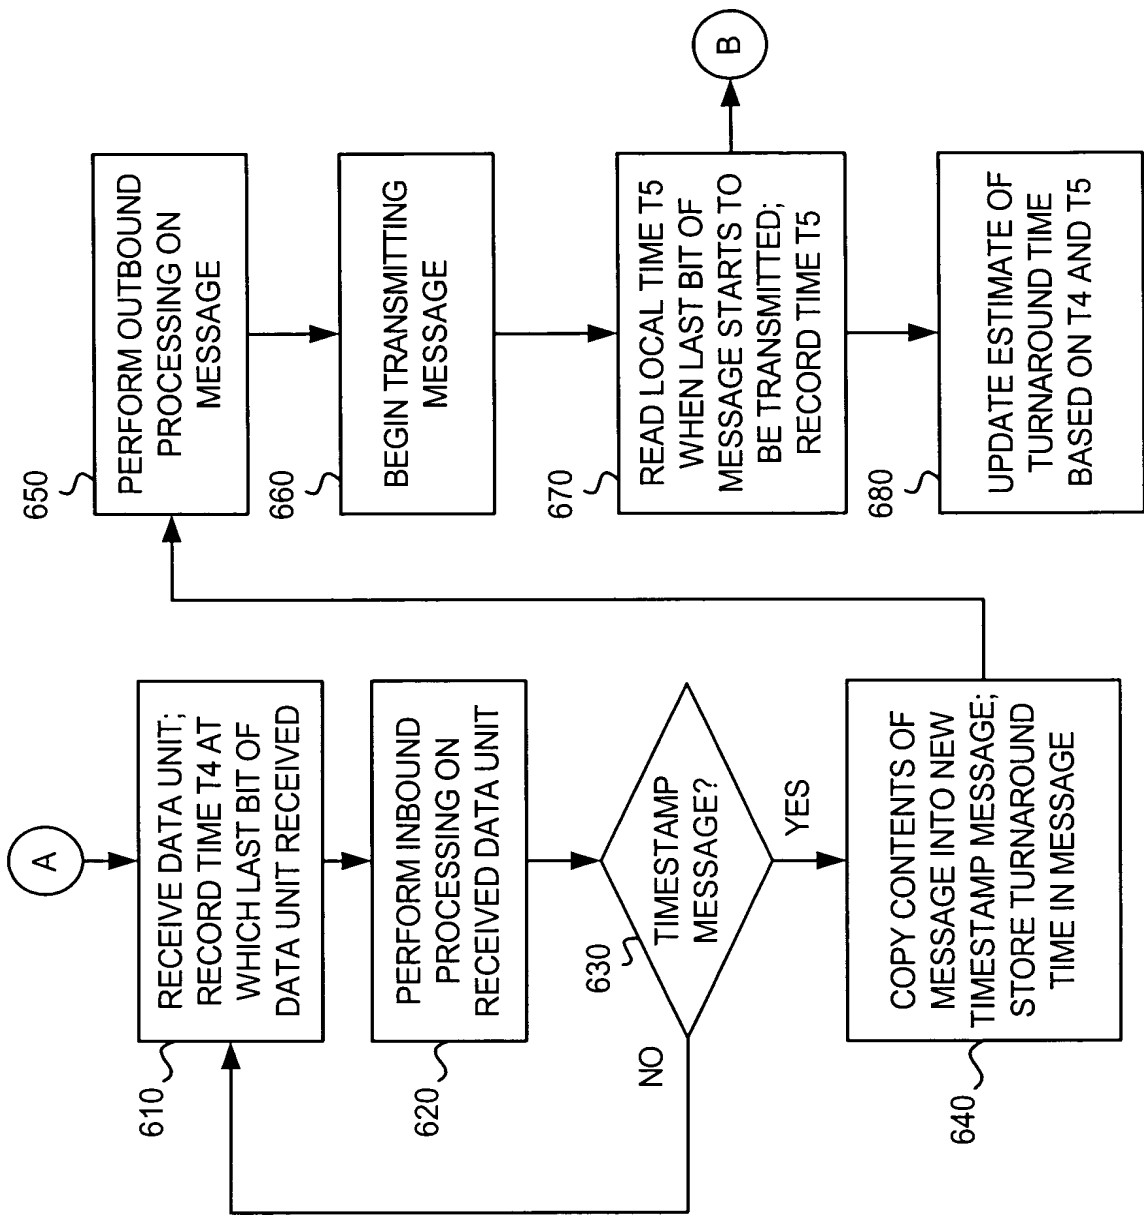 A
610
RECEIVE DATA UNIT;
RECORD TIME T4 AT
WHICH LAST BIT OF
DATA UNIT RECEIVED
620
PERFORM INBOUND
PROCESSING ON
RECEIVED DATA UNIT
630
TIMESTAMP
MESSAGE?
NO
YES
640
COPY CONTENTS OF
MESSAGE INTO NEW
TIMESTAMP MESSAGE;
STORE TURNAROUND
TIME IN MESSAGE
650
PERFORM OUTBOUND
PROCESSING ON
MESSAGE
660
BEGIN TRANSMITTING
MESSAGE
670
READ LOCAL TIME T5
WHEN LAST BIT OF
MESSAGE STARTS TO
BE TRANSMITTED;
RECORD TIME T5
B
680
UPDATE ESTIMATE OF
TURNAROUND TIME
BASED ON T4 AND T5